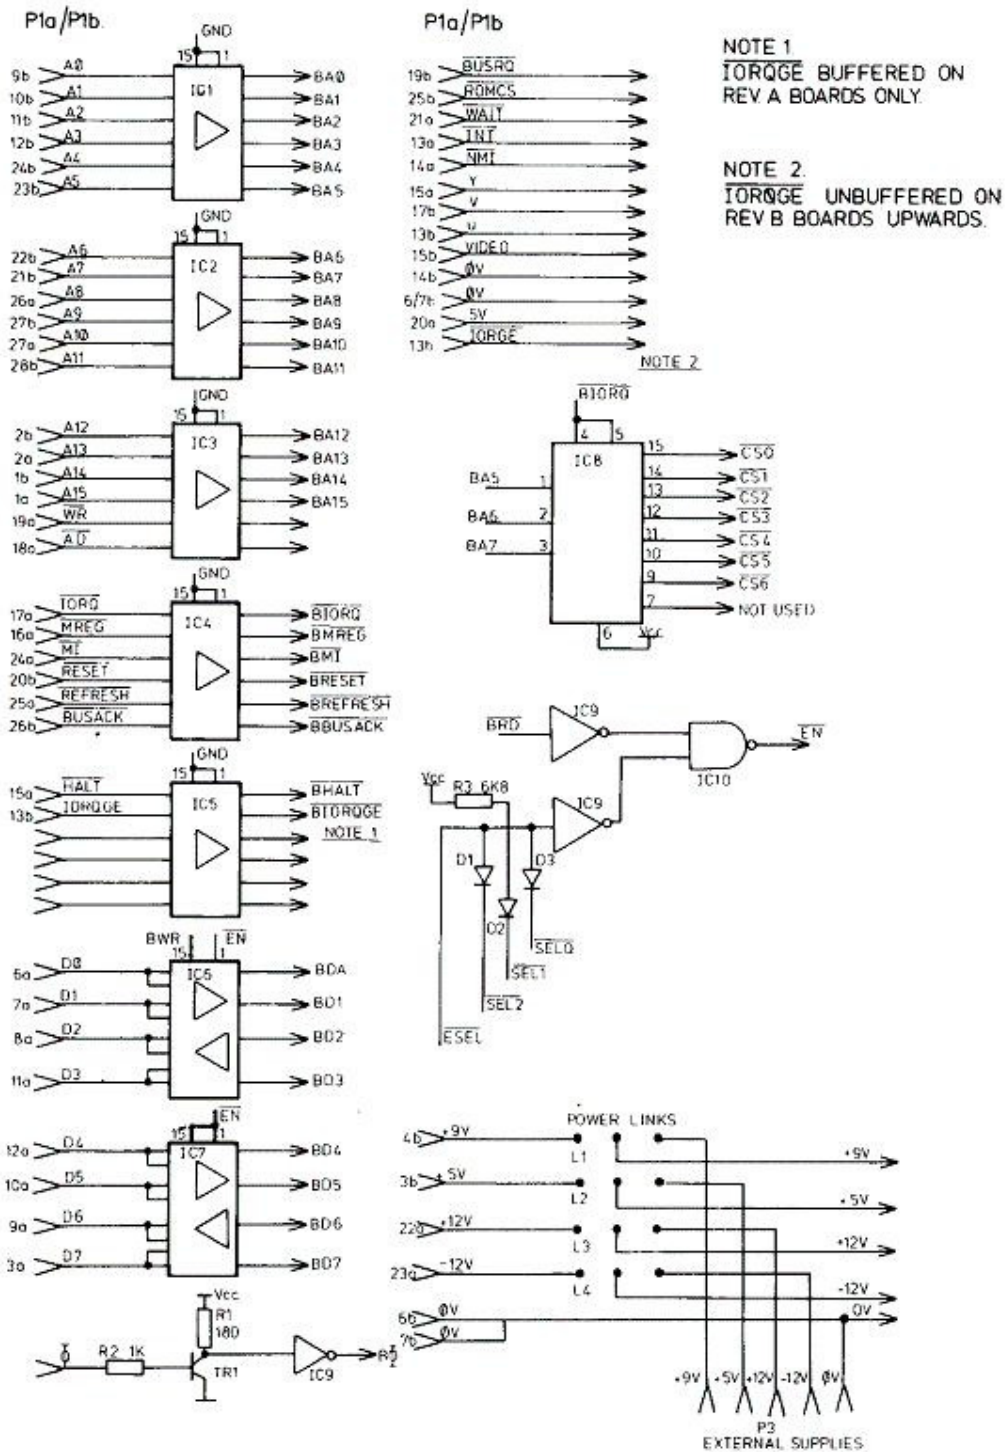 P1a/P1b.
GND
15 1
IC1
9b A0 BA0
10b A1 BA1
11b A2 BA2
12b A3 BA3
24b A4 BA4
23b A5 BA5
GND
15 1
IC2
22b A6 BA6
21b A7 BA7
26a A8 BA8
27b A9 BA9
27a A10 BA10
28b A11 BA11
GND
15 1
IC3
2b A12 BA12
2a A13 BA13
1b A14 BA14
1a A15 BA15
19a WR
18a
GND
15 1
IC4
17a IORQ BIORQ
16a MREG BMREG
24a MI BMI
20b RESET BRESET
25a REFRESH BREFRESH
26b BUSACK BBUSACK
GND
15 1
IC5
15a HALT BHALT
13b IORQGE BIORQGE
NOTE 1
BWR EN
15 1
IC6
6a D0 BDA
7a D1 BD1
8a D2 BD2
11a D3 BD3
EN
15 1
IC7
12a D4 BD4
10a D5 BD5
9a D6 BD6
3a D7 BD7
Vcc
R1
180
R2 1K
TR1
IC9
P1a/P1b
19b BUSRQ
25b ROMCS
21a WAIT
13a INT
14a NMI
15a Y
17b V
13b U
15b VIDEO
14b ØV
6/7b ØV
20a 5V
13b IORGE
NOTE 2
NOTE 1
IORQGE BUFFERED ON
REV A BOARDS ONLY.
NOTE 2.
IORQGE UNBUFFERED ON
REV B BOARDS UPWARDS.
BIORQ
4 5
IC8
BA5 1
BA6 2
BA7 3
15 CS0
14 CS1
13 CS2
12 CS3
11 CS4
10 CS5
9 CS6
7 NOT USED
6 Vcc
BRD
IC9
IC10
EN
Vcc
R3 6K8
IC9
D1
D2
D3
SEL0
SEL1
SEL2
ESEL
POWER LINKS
4b +9V
L1
+9V
3b +5V
L2
+5V
22a +12V
L3
+12V
23a -12V
L4
-12V
6b ØV
0V
7b ØV
+9V +5V +12V -12V ØV
P3
EXTERNAL SUPPLIES